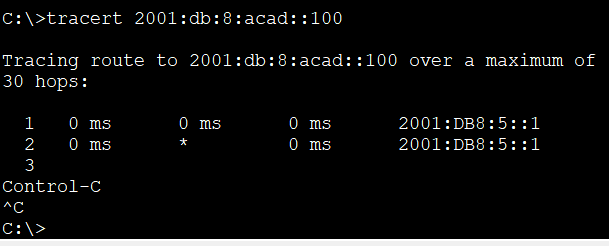 C:\>tracert 2001:db:8:acad::100
Tracing route to 2001:db:8:acad::100 over a maximum of
30 hops:
1 0 ms 0 ms 0 ms 2001:DB8:5::1
2 0 ms * 0 ms 2001:DB8:5::1
3
Control-C
^C
C:\>